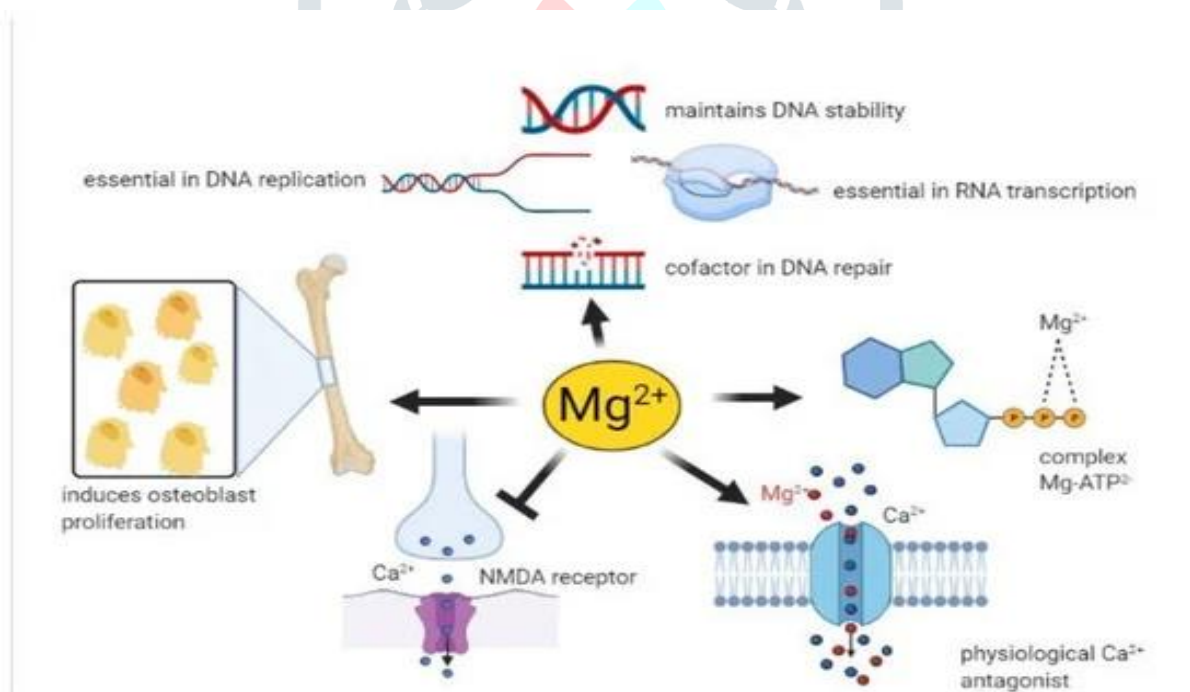 maintains DNA stability
essential in DNA replication
essential in RNA transcription
cofactor in DNA repair
Mg²⁺
Mg²⁺
P P P
complex
Mg-ATP²⁻
induces osteoblast
proliferation
Mg²⁺
Ca²⁺
Ca²⁺
NMDA receptor
physiological Ca²⁺
antagonist